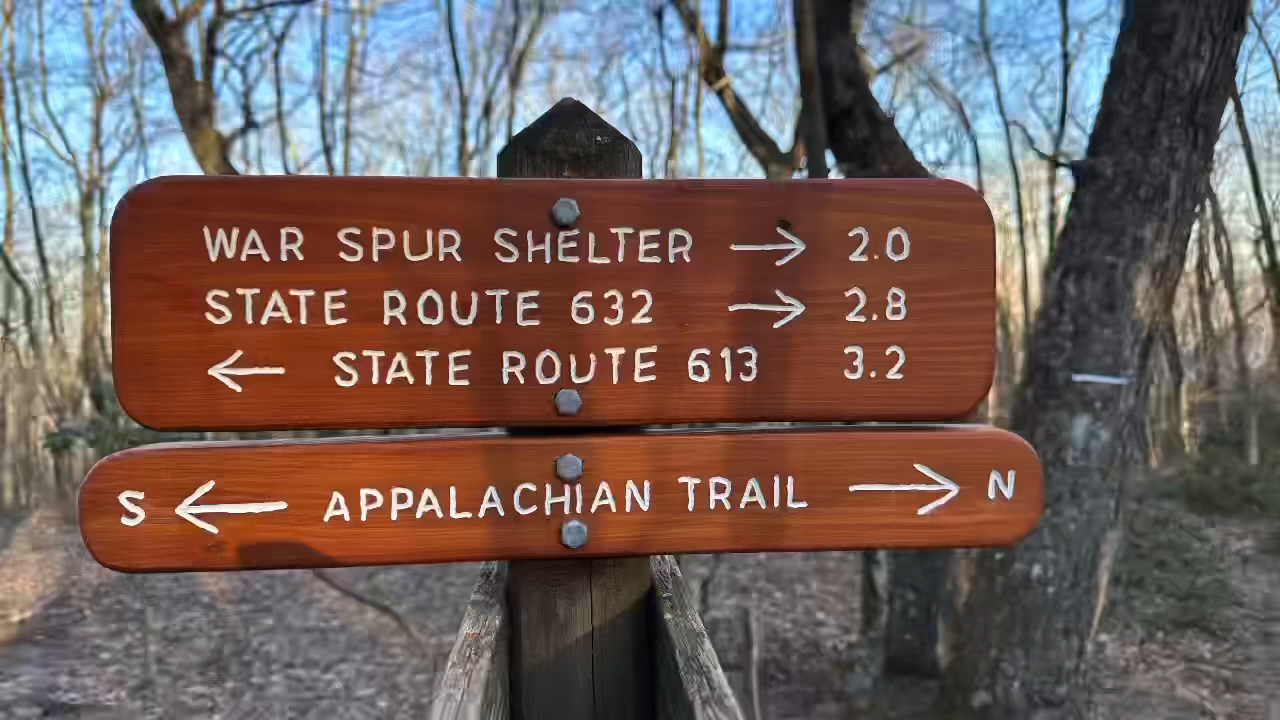 WAR SPUR SHELTER → 2.0
STATE ROUTE 632 → 2.8
← STATE ROUTE 613 3.2
S ← APPALACHIAN TRAIL → N